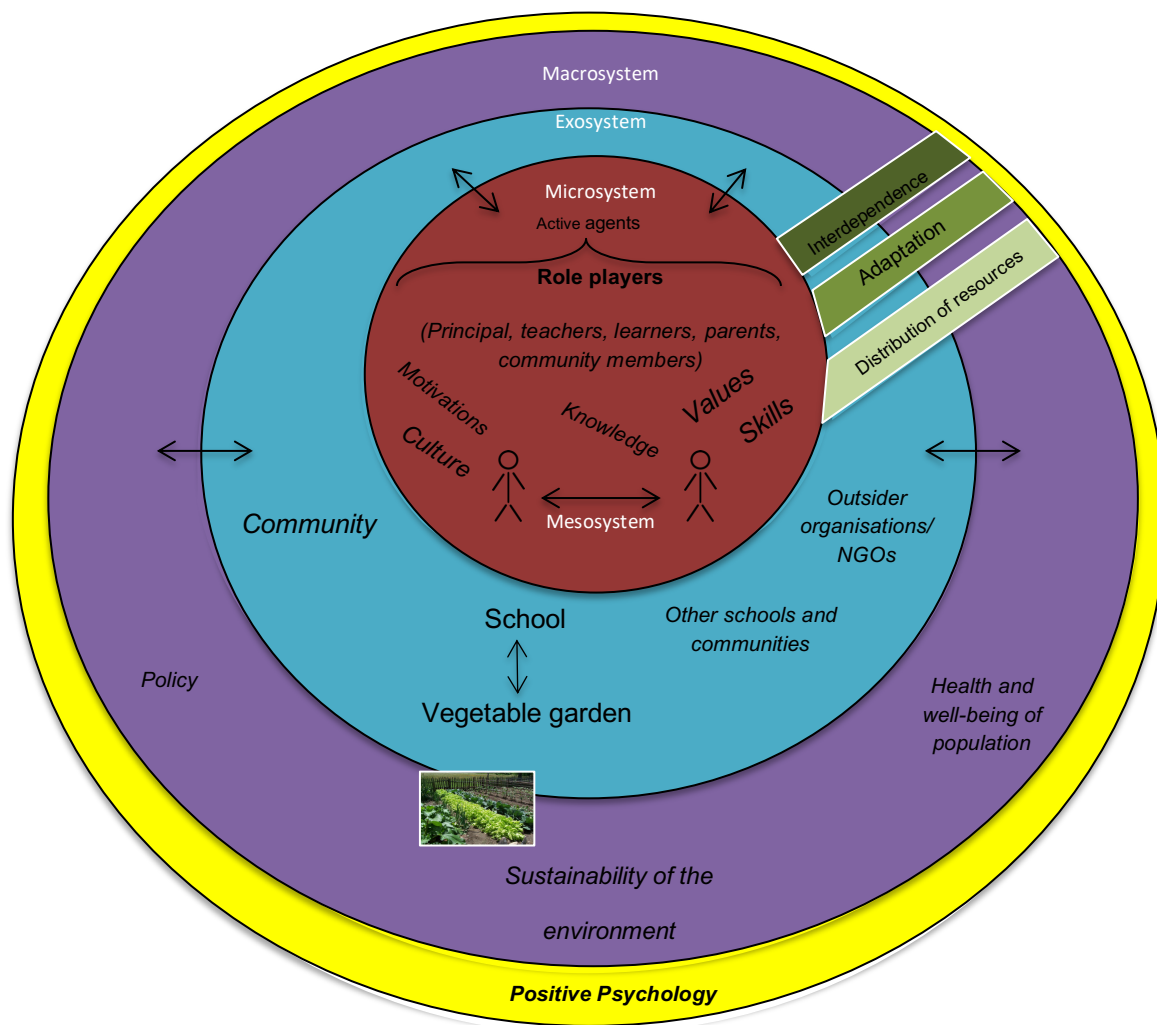 Macrosystem
Exosystem
Microsystem
Active agents
Role players
(Principal, teachers, learners, parents,
community members)
Motivations
Culture
Knowledge
Values
Skills
Mesosystem
Interdependence
Adaptation
Distribution of resources
Community
Outsider
organisations/
NGOs
School
Other schools and
communities
Vegetable garden
Policy
Health and
well-being of
population
Sustainability of the
environment
Positive Psychology